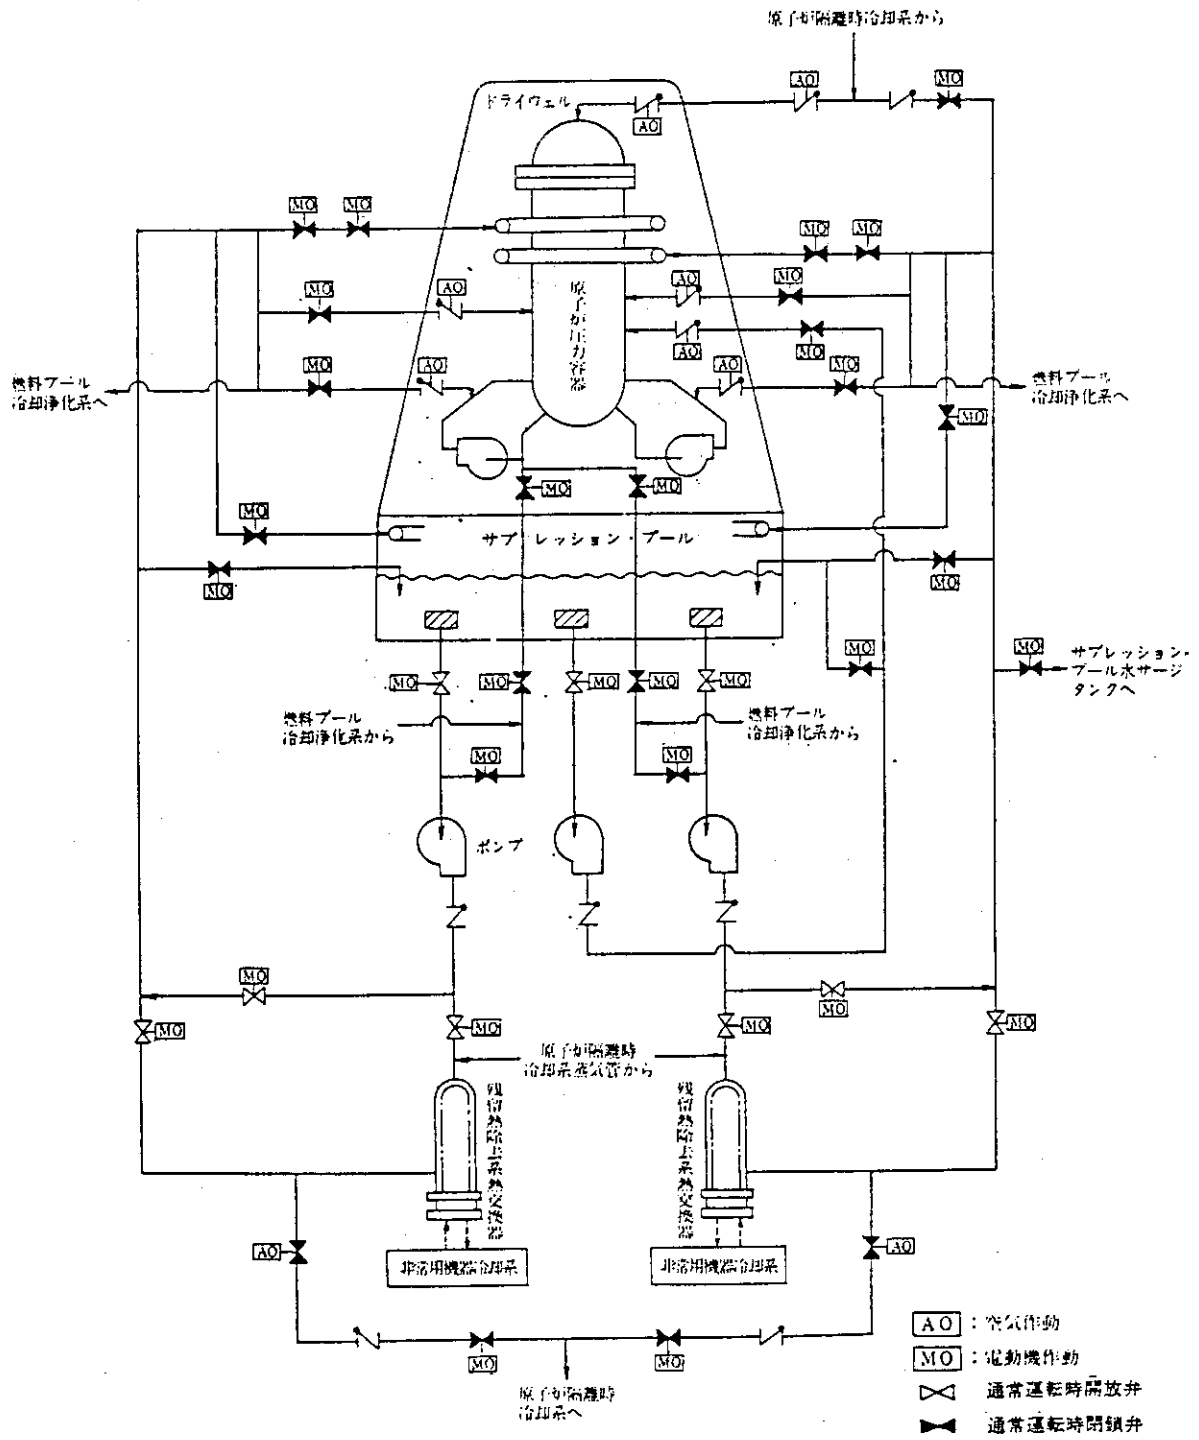 原子炉隔離時冷却系から
AO
MO
ドライウェル
AO
MO
MO
MO
MO
MO
AO
AO
MO
原子炉圧力容器
AO
MO
MO
AO
AO
MO
MO
燃料プール
冷却浄化系へ
燃料プール
冷却浄化系へ
MO
MO
MO
MO
サプレッション・プール
MO
MO
MO
サプレッション・
プール水サージ
タンクへ
MO
MO
MO
MO
MO
MO
燃料プール
冷却浄化系から
燃料プール
冷却浄化系から
MO
MO
ポンプ
MO
MO
MO
MO
MO
MO
原子炉隔離時
冷却系蒸気管から
残留熱除去系熱交換器
残留熱除去系熱交換器
AO
AO
非常用機器冷却系
非常用機器冷却系
MO
MO
原子炉隔離時
冷却系へ
AO：空気作動
MO：電動機作動
通常運転時開放弁
通常運転時閉鎖弁